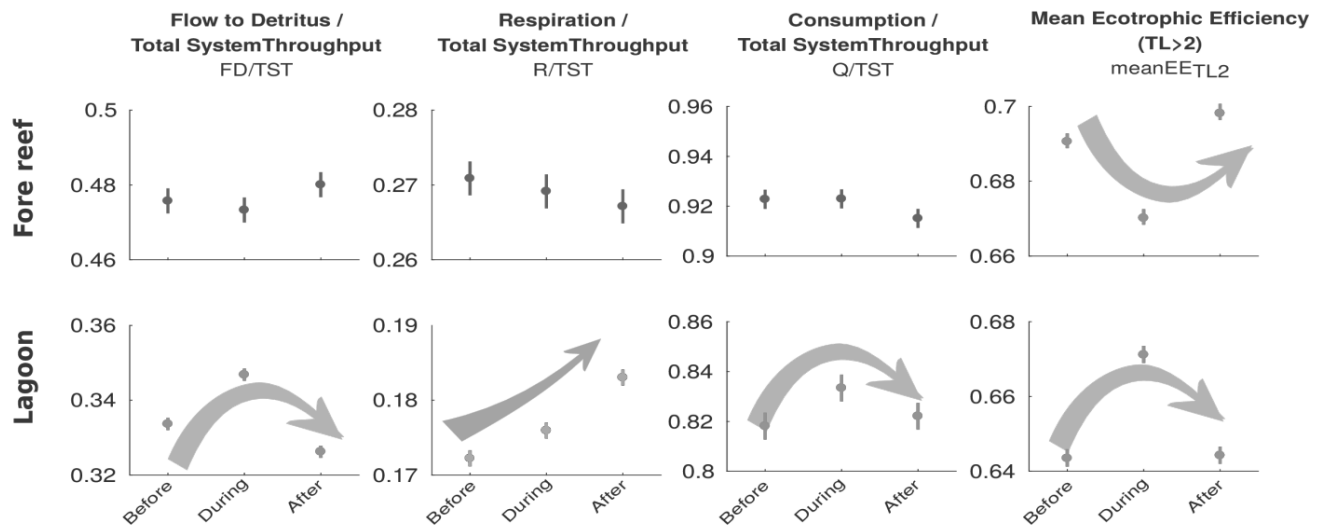 Flow to Detritus /
Total SystemThroughput
FD/TST
Respiration /
Total SystemThroughput
R/TST
Consumption /
Total SystemThroughput
Q/TST
Mean Ecotrophic Efficiency
(TL>2)
meanEETL2
Fore reef
0.5
0.48
0.46
0.28
0.27
0.26
0.96
0.94
0.92
0.9
0.7
0.68
0.66
Lagoon
0.36
0.34
0.32
0.19
0.18
0.17
0.86
0.84
0.82
0.8
0.68
0.66
0.64
Before
During
After
Before
During
After
Before
During
After
Before
During
After